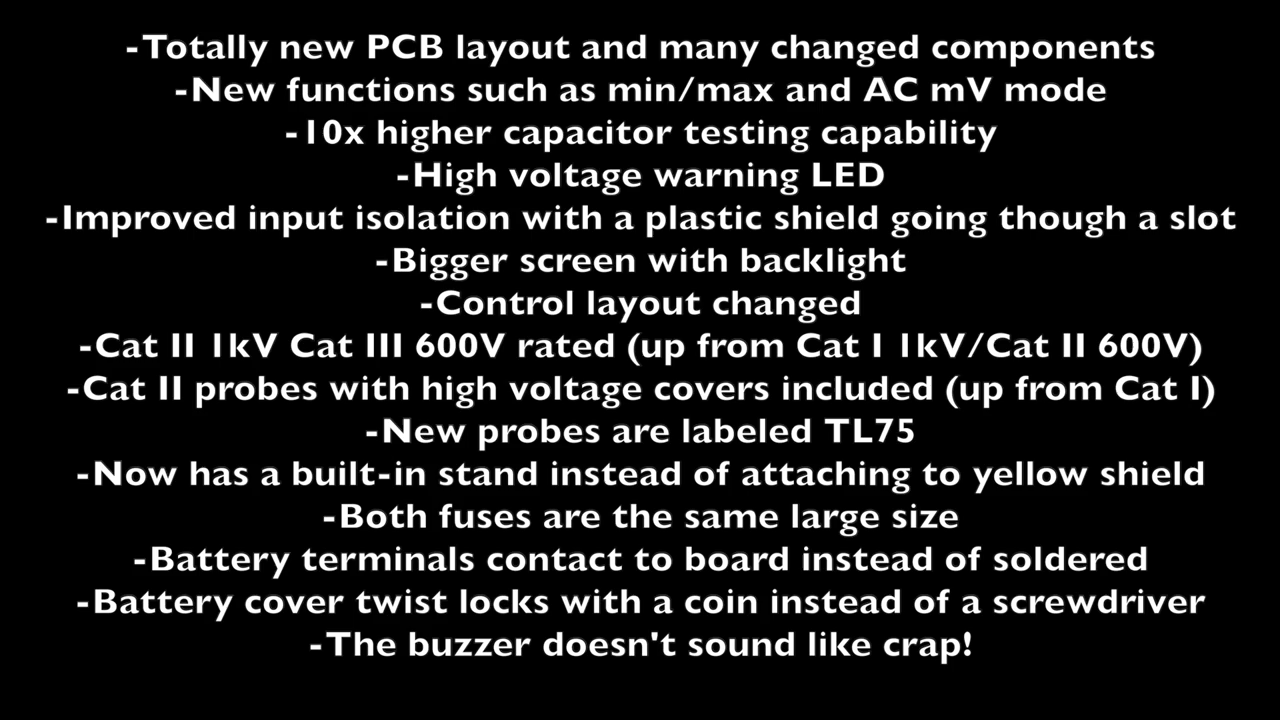 -Totally new PCB layout and many changed components
-New functions such as min/max and AC mV mode
-10x higher capacitor testing capability
-High voltage warning LED
-Improved input isolation with a plastic shield going though a slot
-Bigger screen with backlight
-Control layout changed
-Cat II 1kV Cat III 600V rated (up from Cat I 1kV/Cat II 600V)
-Cat II probes with high voltage covers included (up from Cat I)
-New probes are labeled TL75
-Now has a built-in stand instead of attaching to yellow shield
-Both fuses are the same large size
-Battery terminals contact to board instead of soldered
-Battery cover twist locks with a coin instead of a screwdriver
-The buzzer doesn't sound like crap!